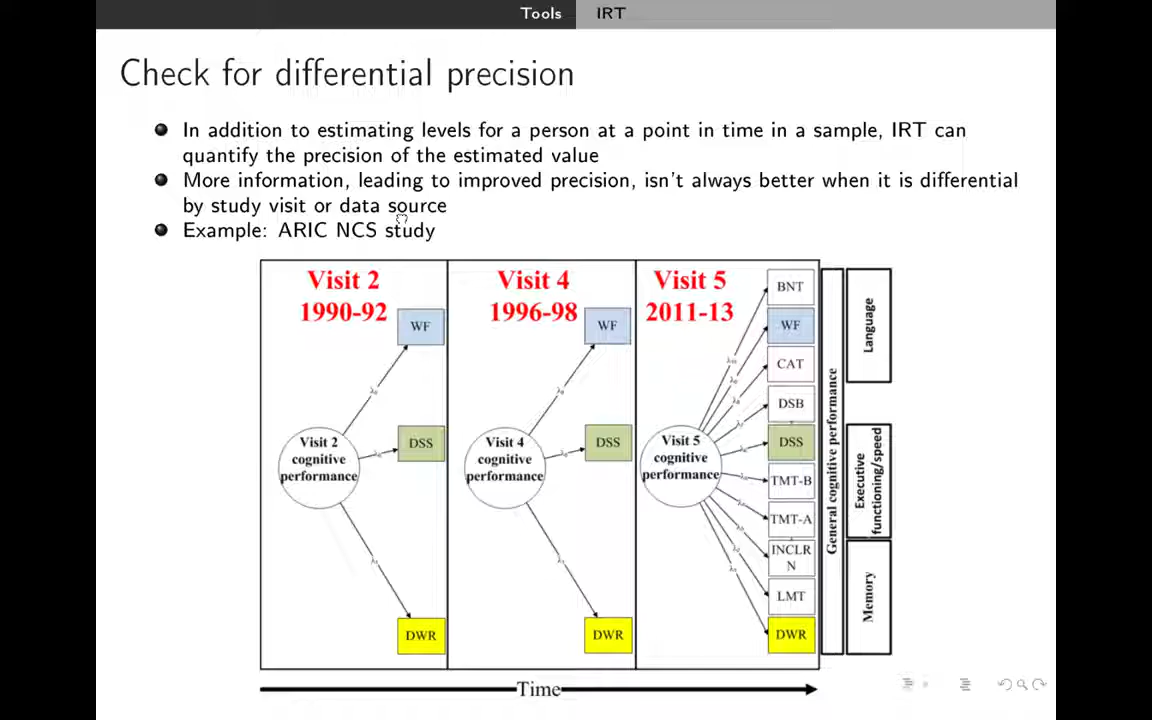 Tools IRT
Check for differential precision
In addition to estimating levels for a person at a point in time in a sample, IRT can
quantify the precision of the estimated value
More information, leading to improved precision, isn't always better when it is differential
by study visit or data source
Example: ARIC NCS study
Visit 2
1990-92
WF
DSS
DWR
Visit 2
cognitive
performance
Visit 4
1996-98
WF
DSS
DWR
Visit 4
cognitive
performance
Visit 5
2011-13
Visit 5
cognitive
performance
BNT
WF
CAT
DSB
DSS
TMT-B
TMT-A
INCLR
N
LMT
DWR
General cognitive performance
Language
Executive
functioning/speed
Memory
Time